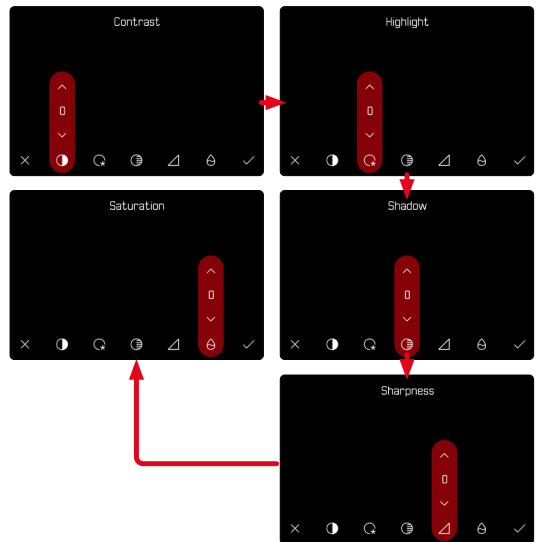 Contrast
0
Highlight
0
Saturation
0
Shadow
0
Sharpness
0